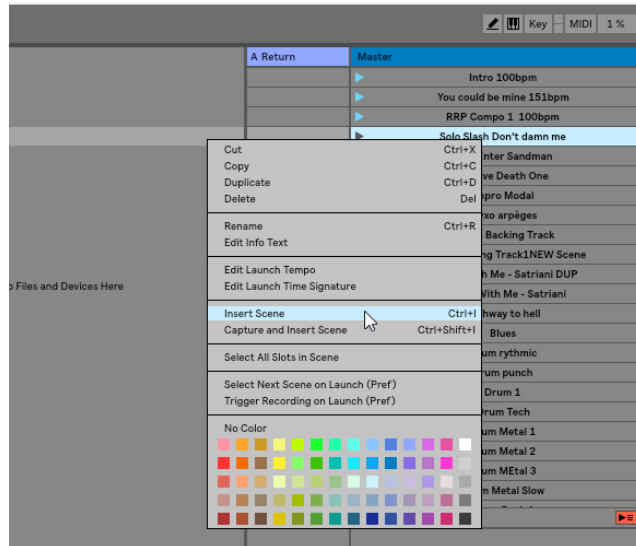 Key MIDI 1 %
A Return Master
Intro 100bpm
You could be mine 151bpm
RRP Compo 1 100bpm
Solo Slash Don't damn me
Cut Ctrl+X
nter Sandman
Copy Ctrl+C
ve Death One
Duplicate Ctrl+D
pro Modal
Delete Del
xo arpèges
Rename Ctrl+R
Backing Track
Edit Info Text
ng Track1NEW Scene
Edit Launch Tempo
h Me - Satriani DUP
Files and Devices Here
Edit Launch Time Signature
With Me - Satriani
Insert Scene Ctrl+I
hway to hell
Capture and Insert Scene Ctrl+Shift+I
Blues
Select All Slots in Scene
um rythmic
Select Next Scene on Launch (Pref)
um punch
Trigger Recording on Launch (Pref)
Drum 1
Drum Tech
No Color
um Metal 1
um Metal 2
um MEtal 3
m Metal Slow